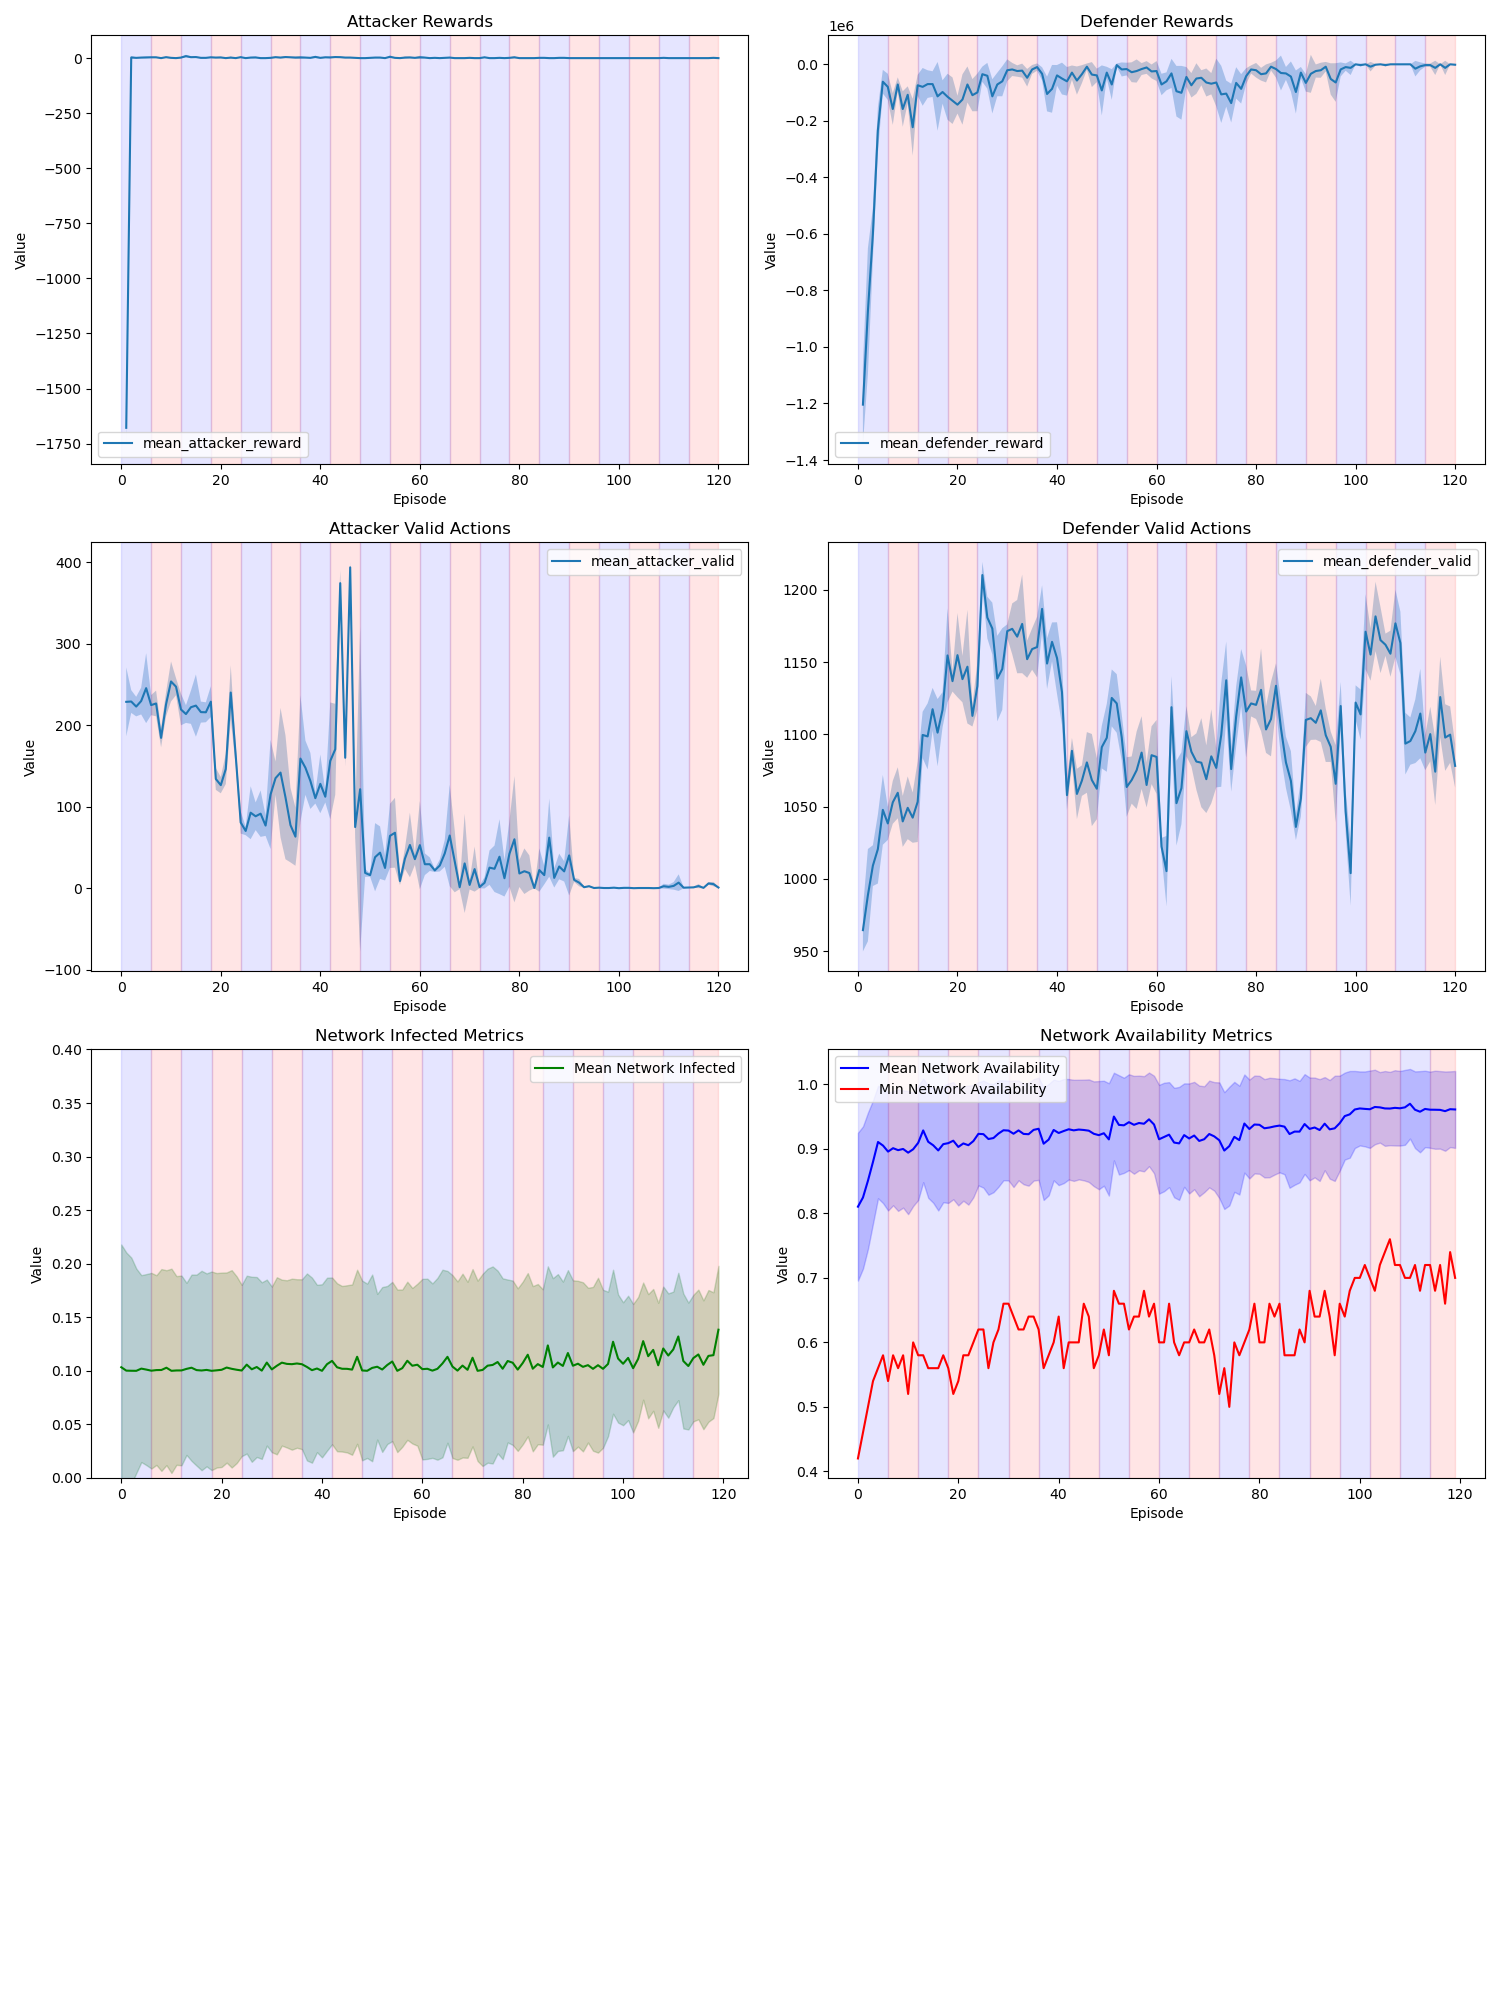 Attacker Rewards
0
−250
−500
−750
−1000
−1250
−1500
−1750
Value
mean_attacker_reward
0 20 40 60 80 100 120
Episode
Defender Rewards
1e6
0.0
−0.2
−0.4
−0.6
−0.8
−1.0
−1.2
−1.4
Value
mean_defender_reward
0 20 40 60 80 100 120
Episode
Attacker Valid Actions
mean_attacker_valid
400
300
200
100
0
−100
Value
0 20 40 60 80 100 120
Episode
Defender Valid Actions
mean_defender_valid
1200
1150
1100
1050
1000
950
Value
0 20 40 60 80 100 120
Episode
Network Infected Metrics
Mean Network Infected
0.40
0.35
0.30
0.25
0.20
0.15
0.10
0.05
0.00
Value
0 20 40 60 80 100 120
Episode
Network Availability Metrics
Mean Network Availability
Min Network Availability
1.0
0.9
0.8
0.7
0.6
0.5
0.4
Value
0 20 40 60 80 100 120
Episode